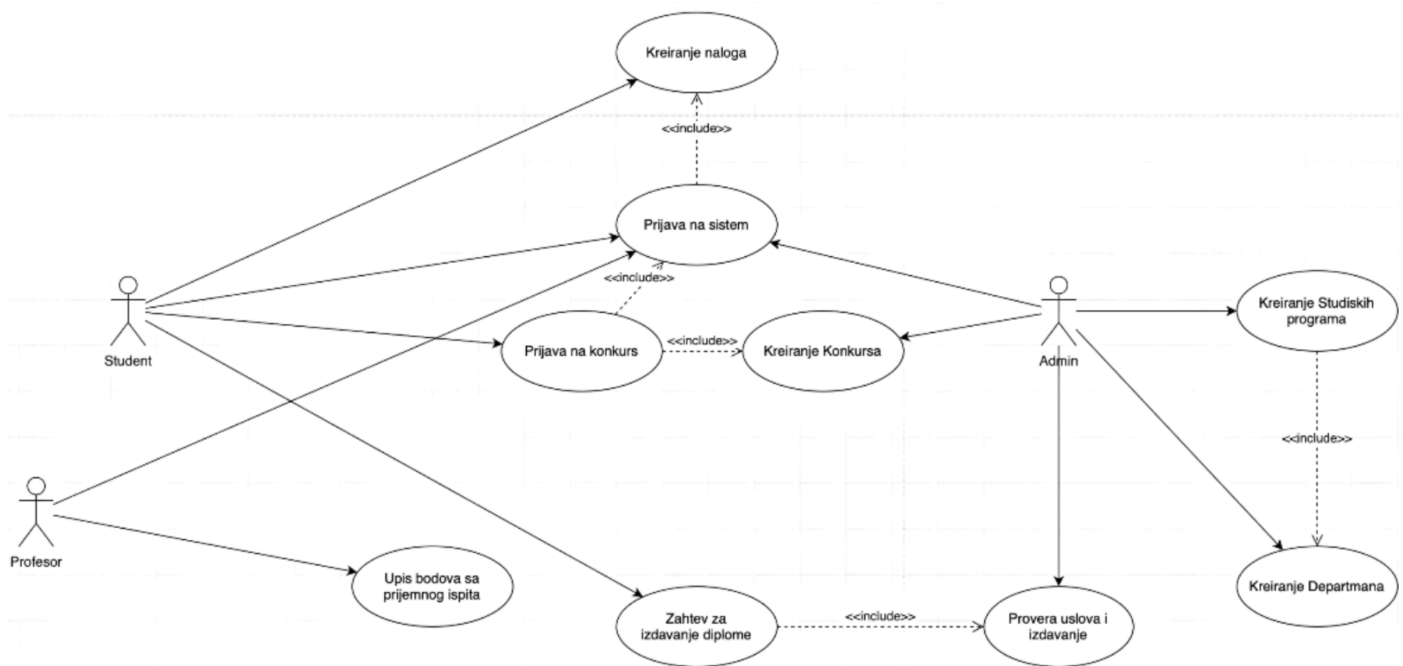 Kreiranje naloga
<<include>>
Prijava na sistem
<<include>>
Student
Prijava na konkurs
<<include>>
Kreiranje Konkursa
Admin
Kreiranje Studiskih
programa
<<include>>
Profesor
Upis bodova sa
prijemnog ispita
Zahtev za
izdavanje diplome
<<include>>
Provera uslova i
izdavanje
Kreiranje Departmana